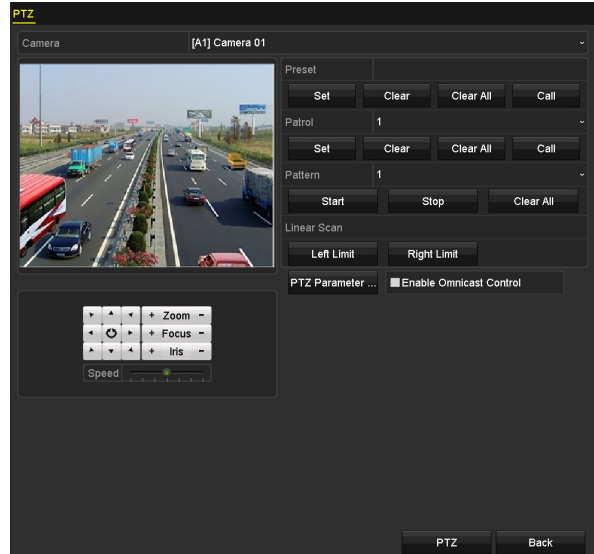 PTZ
Camera [A1] Camera 01
Preset
Set Clear Clear All Call
Patrol 1
Set Clear Clear All Call
Pattern 1
Start Stop Clear All
Linear Scan
Left Limit Right Limit
PTZ Parameter ... Enable Omnicast Control
+ Zoom -
+ Focus -
+ Iris -
Speed
PTZ Back